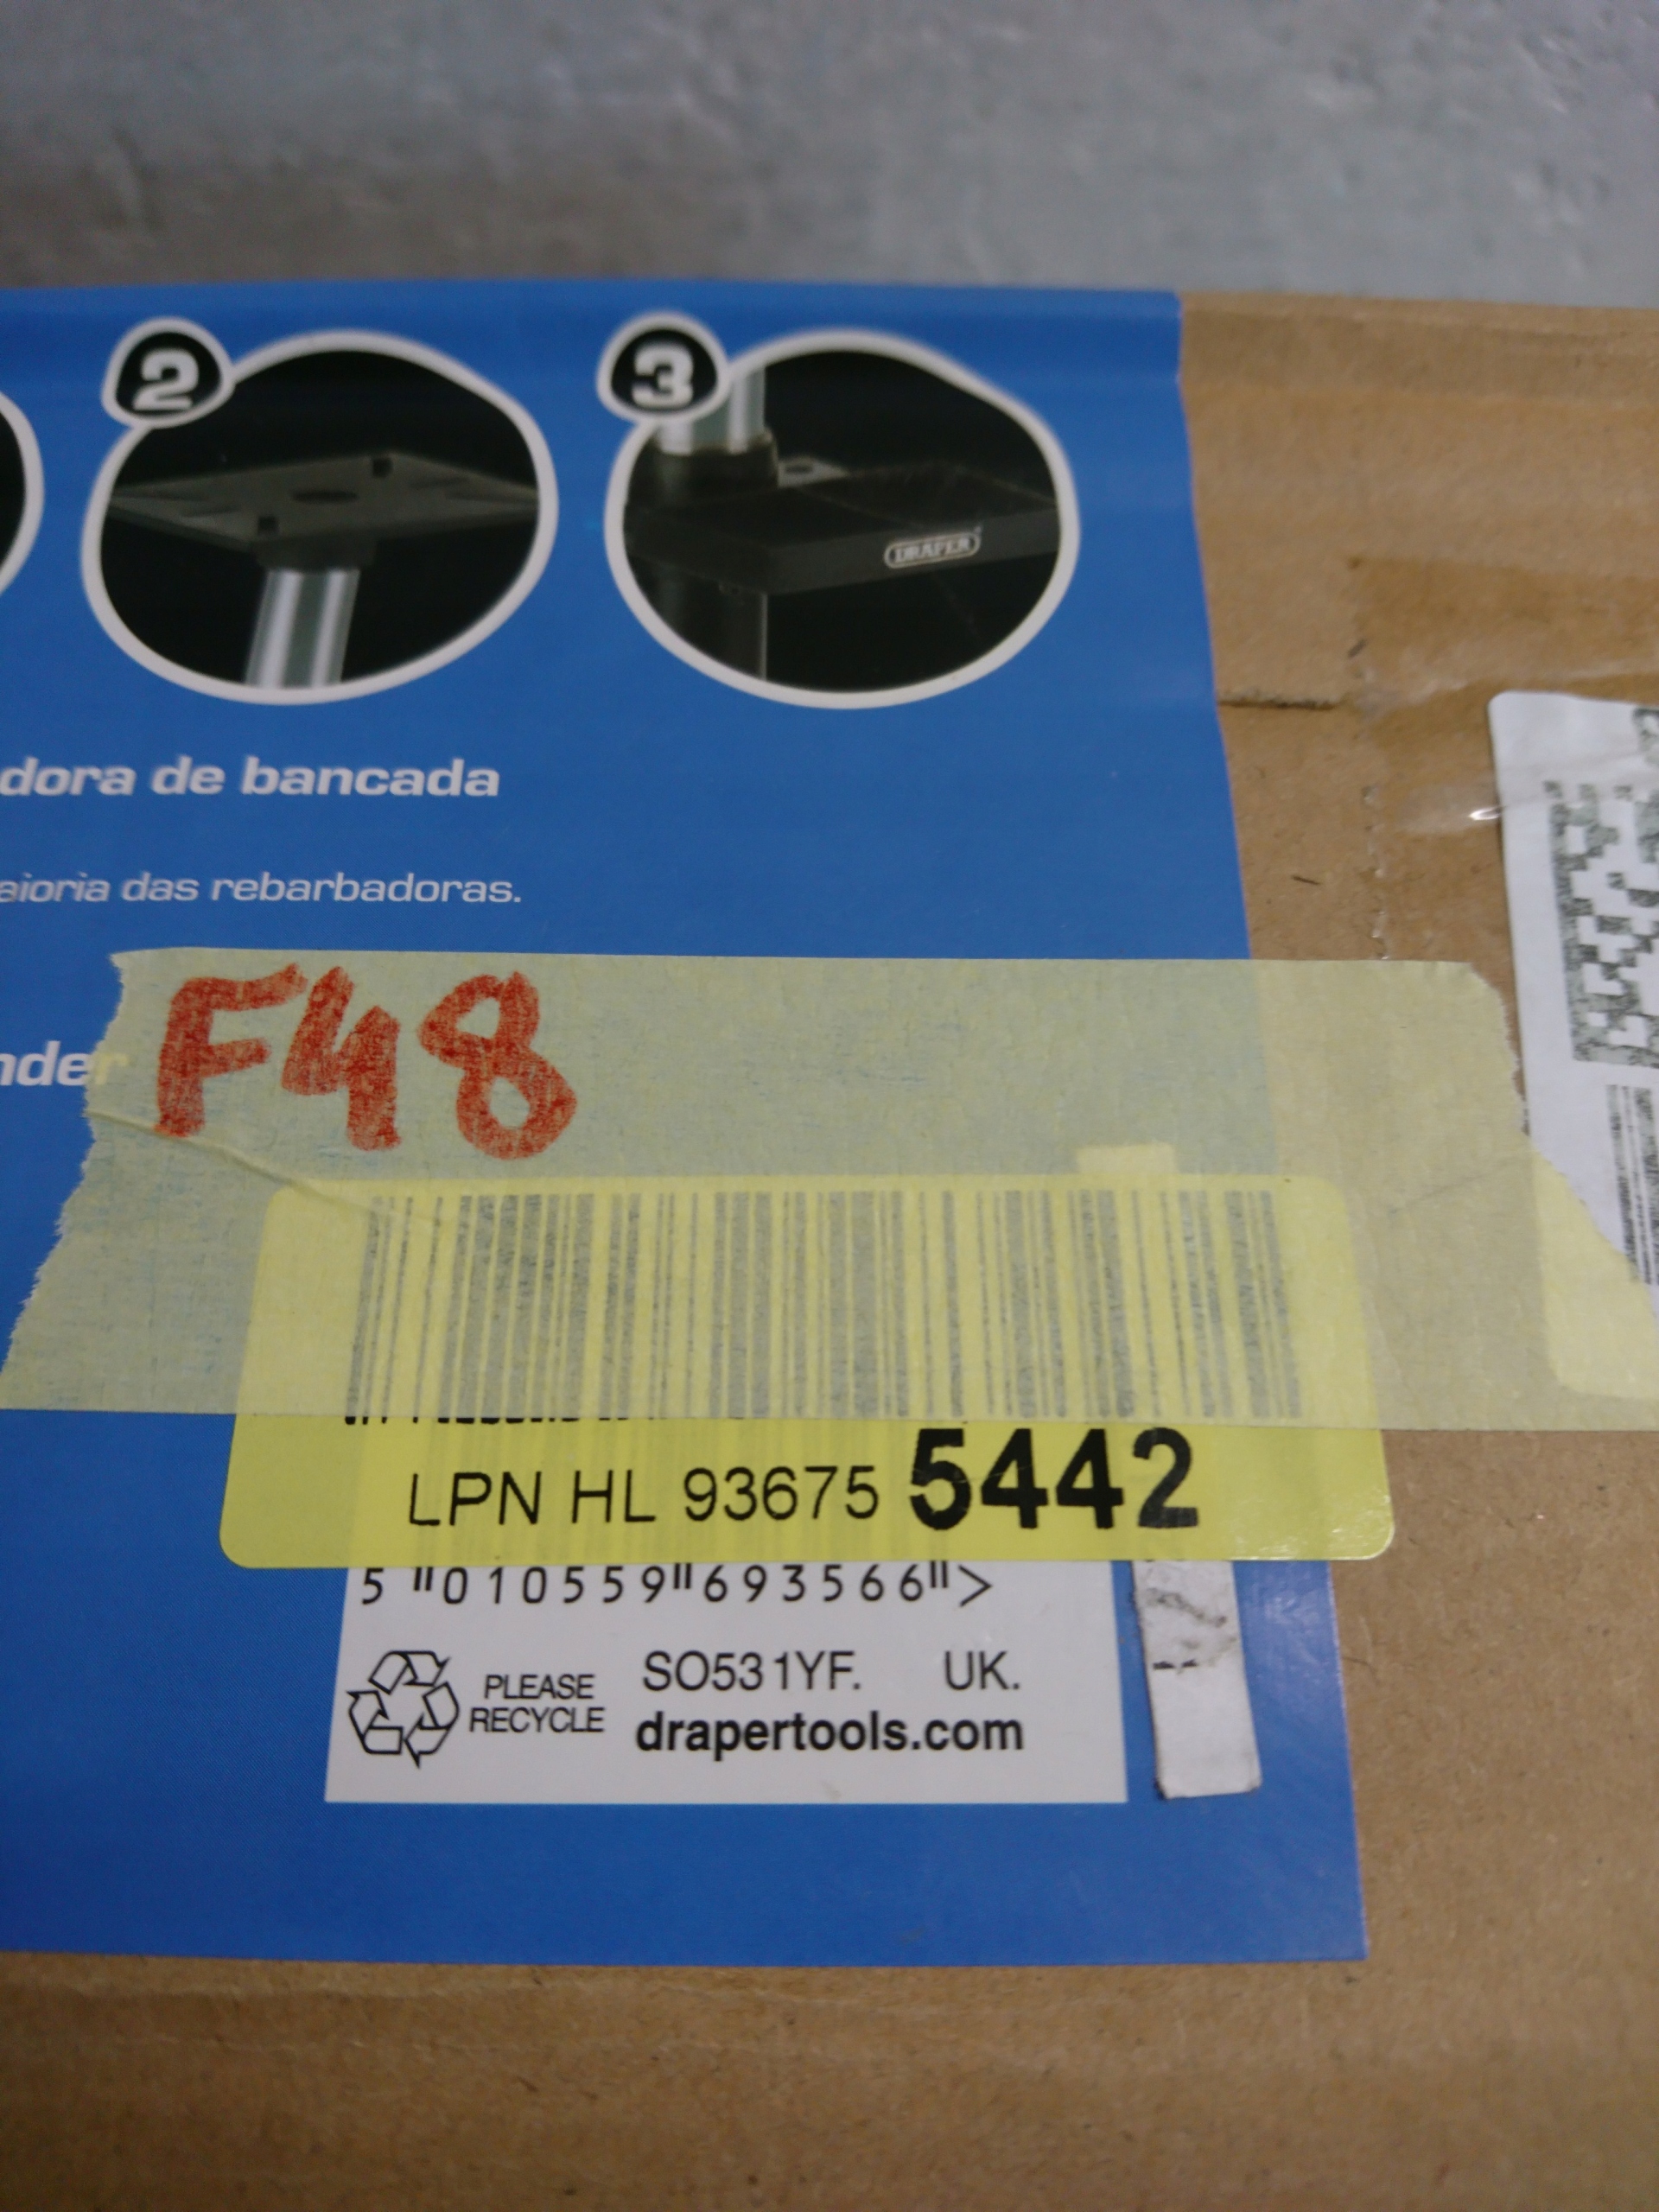 2
3
DRAPER
dora de bancada
aioria das rebarbadoras.
nder
F48
LPN HL 93675 5442
5 "010559"693566">
PLEASE
RECYCLE
SO531YF. UK.
drapertools.com